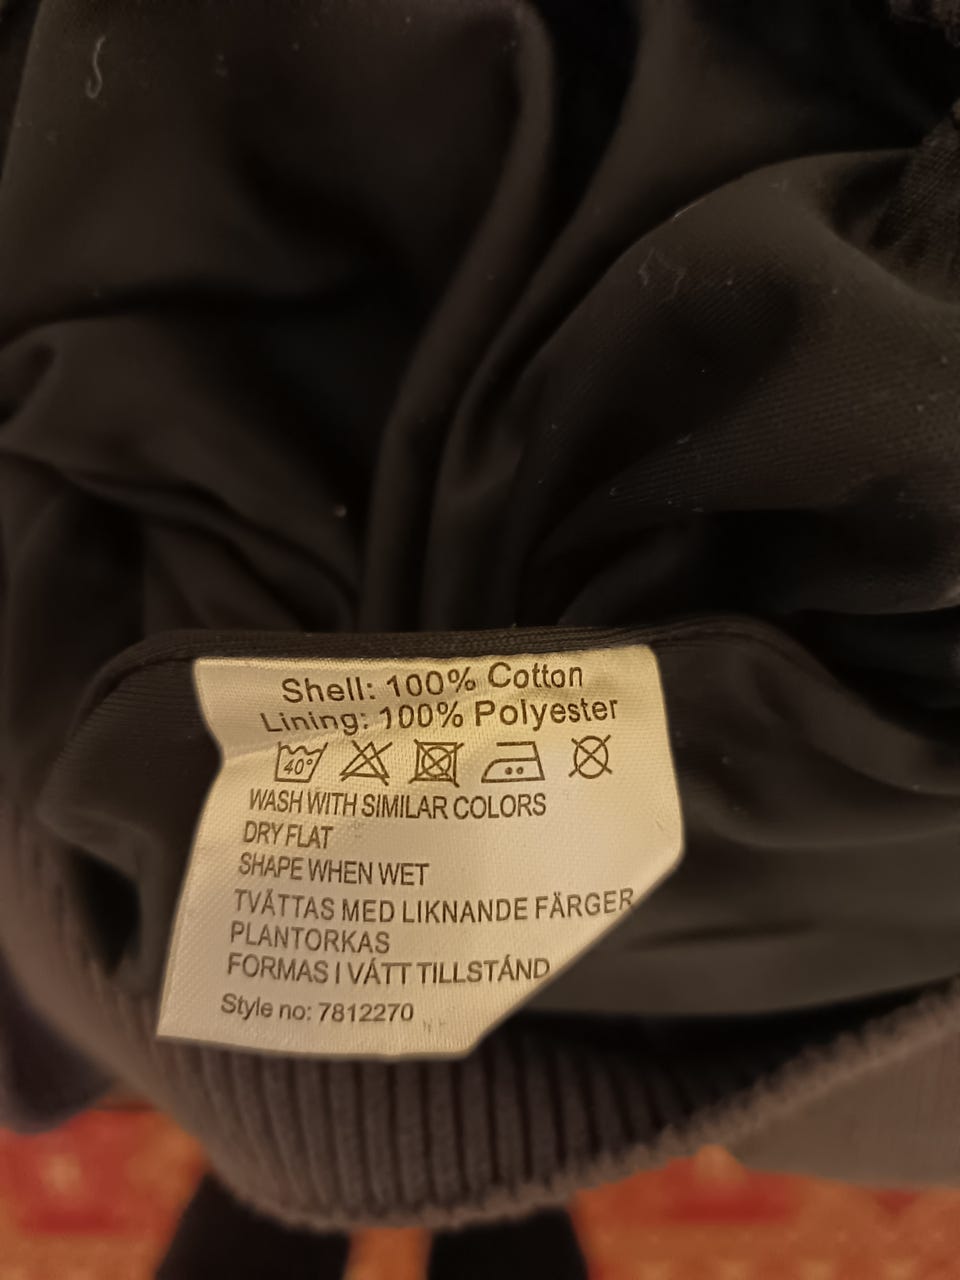 Shell: 100% Cotton
Lining: 100% Polyester
40°
WASH WITH SIMILAR COLORS
DRY FLAT
SHAPE WHEN WET
TVÄTTAS MED LIKNANDE FÄRGER
PLANTORKAS
FORMAS I VÅTT TILLSTÅND
Style no: 7812270